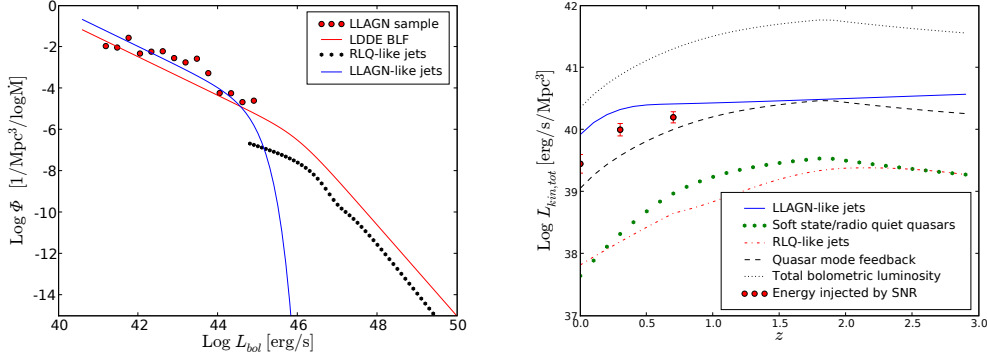 Log Φ [1/Mpc³/logM]
−2
−4
−6
−8
−10
−12
−14
0
40
42
44
46
48
50
Log L_bol [erg/s]
LLAGN sample
LDDE BLF
RLQ-like jets
LLAGN-like jets
Log L_kin,tot [erg/s/Mpc³]
42
41
40
39
38
37
0.0
0.5
1.0
1.5
2.0
2.5
3.0
z
LLAGN-like jets
Soft state/radio quiet quasars
RLQ-like jets
Quasar mode feedback
Total bolometric luminosity
Energy injected by SNR